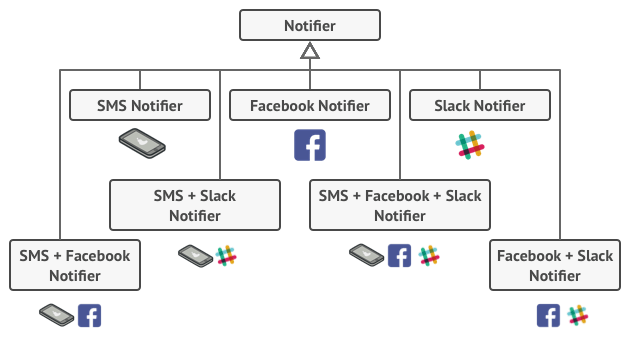 Notifier
SMS Notifier
Facebook Notifier
Slack Notifier
SMS + Slack
Notifier
SMS + Facebook + Slack
Notifier
SMS + Facebook
Notifier
Facebook + Slack
Notifier